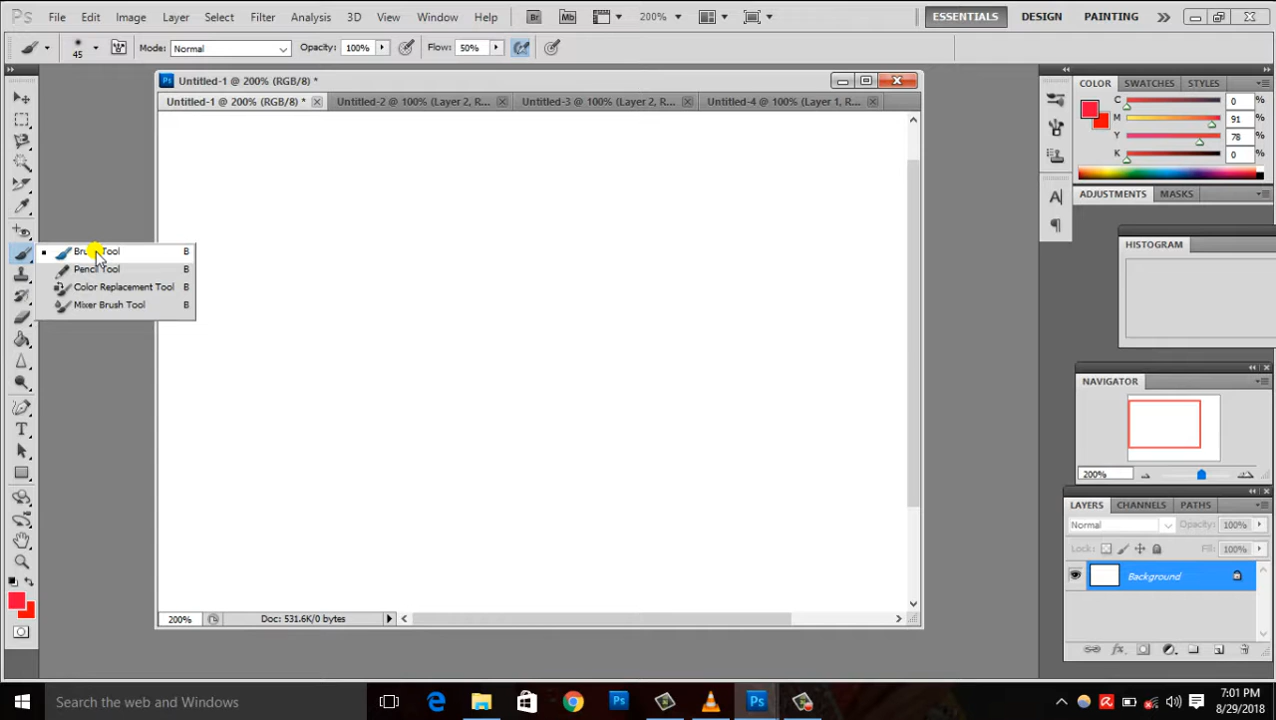 Ps File Edit Image Layer Select Filter Analysis 3D View Window Help Br Mb 200% ESSENTIALS DESIGN PAINTING
45 Mode: Normal Opacity: 100% Flow: 50%
Untitled-1 @ 200% (RGB/8) *
Untitled-1 @ 200% (RGB/8) * Untitled-2 @ 100% (Layer 2, R... Untitled-3 @ 100% (Layer 2, R... Untitled-4 @ 100% (Layer 1, R...
COLOR SWATCHES STYLES
C 0 %
M 91 %
Y 78 %
K 0 %
ADJUSTMENTS MASKS
HISTOGRAM
Brush Tool B
Pencil Tool B
Color Replacement Tool B
Mixer Brush Tool B
NAVIGATOR
200%
LAYERS CHANNELS PATHS
Normal Opacity: 100%
Lock: Fill: 100%
Background
200% Doc: 531.6K/0 bytes
Search the web and Windows
7:01 PM
8/29/2018